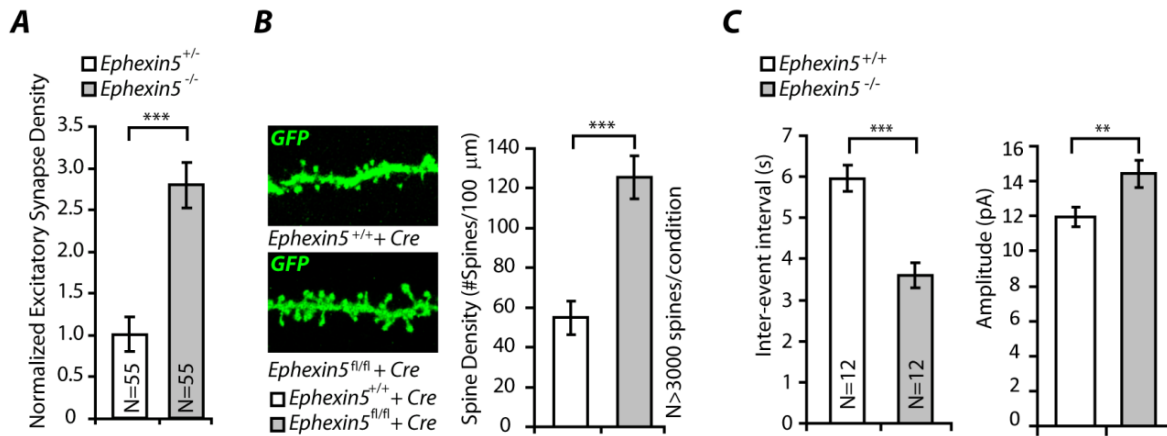 A
Ephexin5+/-
Ephexin5-/-
Normalized Excitatory Synapse Density
3.5
3.0
2.5
2.0
1.5
1.0
0.5
0
***
N=55
N=55
B
GFP
Ephexin5+/+ + Cre
GFP
Ephexin5fl/fl + Cre
Ephexin5+/+ + Cre
Ephexin5fl/fl + Cre
Spine Density (#Spines/100 μm)
140
120
100
80
60
40
20
0
***
N>3000 spines/condition
C
Ephexin5+/+
Ephexin5-/-
Inter-event interval (s)
7
6
5
4
3
2
1
0
***
N=12
N=12
Amplitude (pA)
18
16
14
12
10
8
6
4
2
0
**